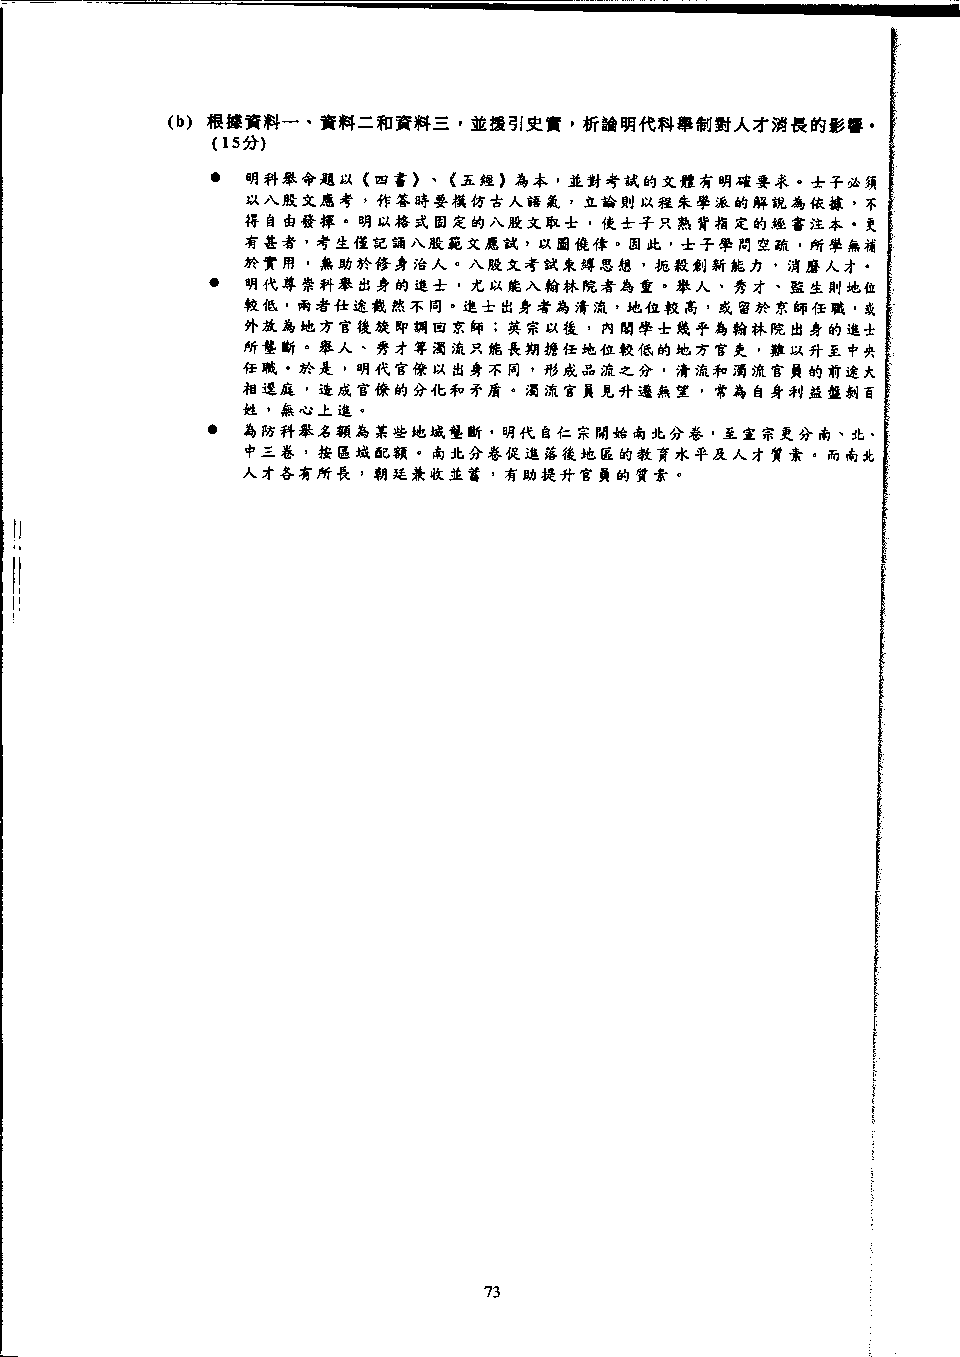 (b) 根據資料一、資料二和資料三，並援引史實，析論明代科舉制對人才消長的影響。
(15分)
● 明科舉命題以《四書》、《五經》為本，並對考試的文體有明確要求。士子必須
以八股文應考，作答時要模仿古人語氣，立論則以程朱學派的解說為依據，不
得自由發揮。明以格式固定的八股文取士，使士子只熟背指定的經書注本。更
有甚者，考生僅記誦八股範文應試，以圖僥倖。因此，士子學問空疏，所學無補
於實用，無助於修身治人。八股文考試束縛思想，扼殺創新能力，消磨人才。
● 明代尊崇科舉出身的進士，尤以能入翰林院者為重。舉人、秀才、監生則地位
較低，兩者仕途截然不同。進士出身者為清流，地位較高，或留於京師任職，或
外放為地方官後旋即調回京師；英宗以後，內閣學士幾乎為翰林院出身的進士
所壟斷。舉人、秀才等濁流只能長期擔任地位較低的地方官吏，難以升至中央
任職。於是，明代官僚以出身不同，形成品流之分，清流和濁流官員的前途大
相逕庭，造成官僚的分化和矛盾。濁流官員見升遷無望，常為自身利益盤剝百
姓，無心上進。
● 為防科舉名額為某些地域壟斷，明代自仁宗開始南北分卷，至宣宗更分南、北、
中三卷，按區域配額。南北分卷促進落後地區的教育水平及人才質素。而南北
人才各有所長，朝廷兼收並蓄，有助提升官員的質素。
73